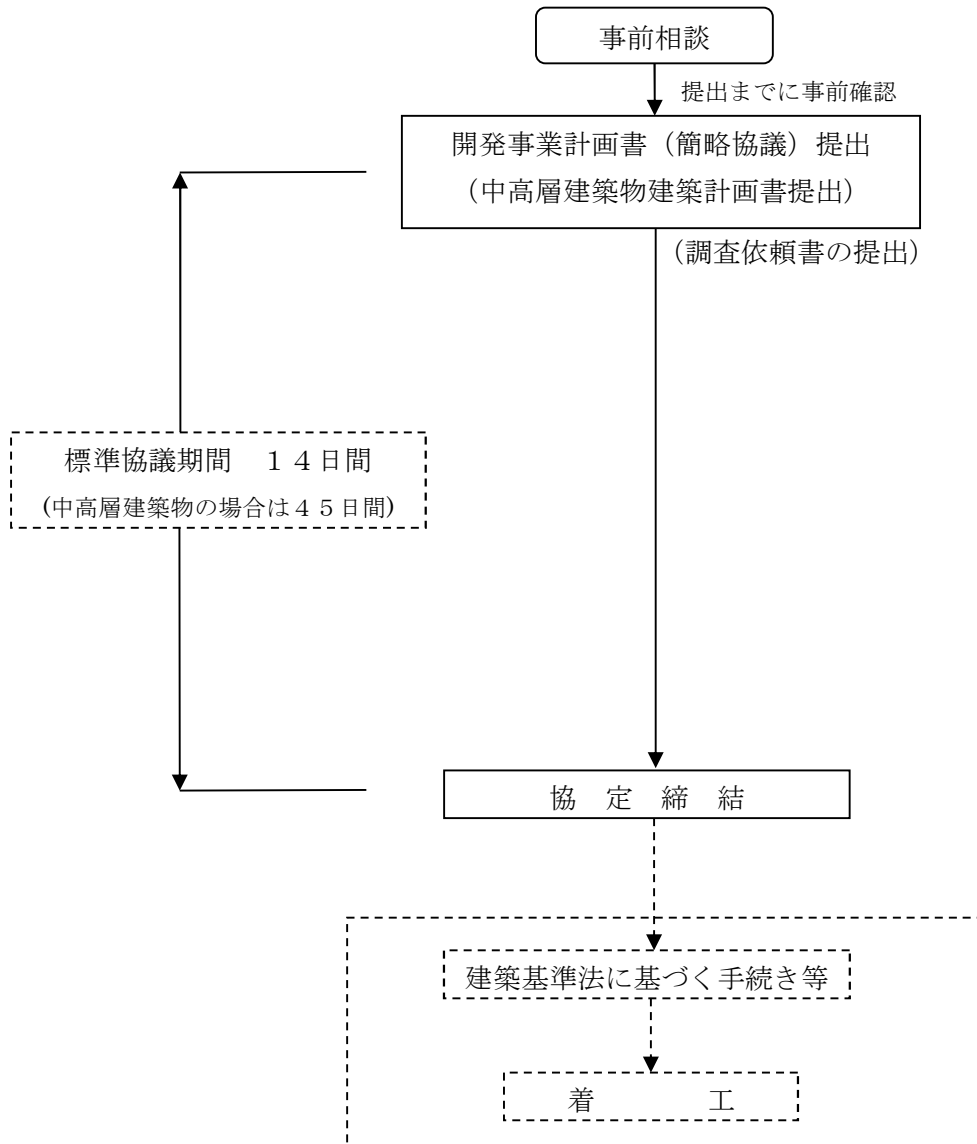 事前相談
提出までに事前確認
開発事業計画書（簡略協議）提出
（中高層建築物建築計画書提出）
（調査依頼書の提出）
標準協議期間　１４日間
(中高層建築物の場合は４５日間)
協　定　締　結
建築基準法に基づく手続き等
着　　　　工